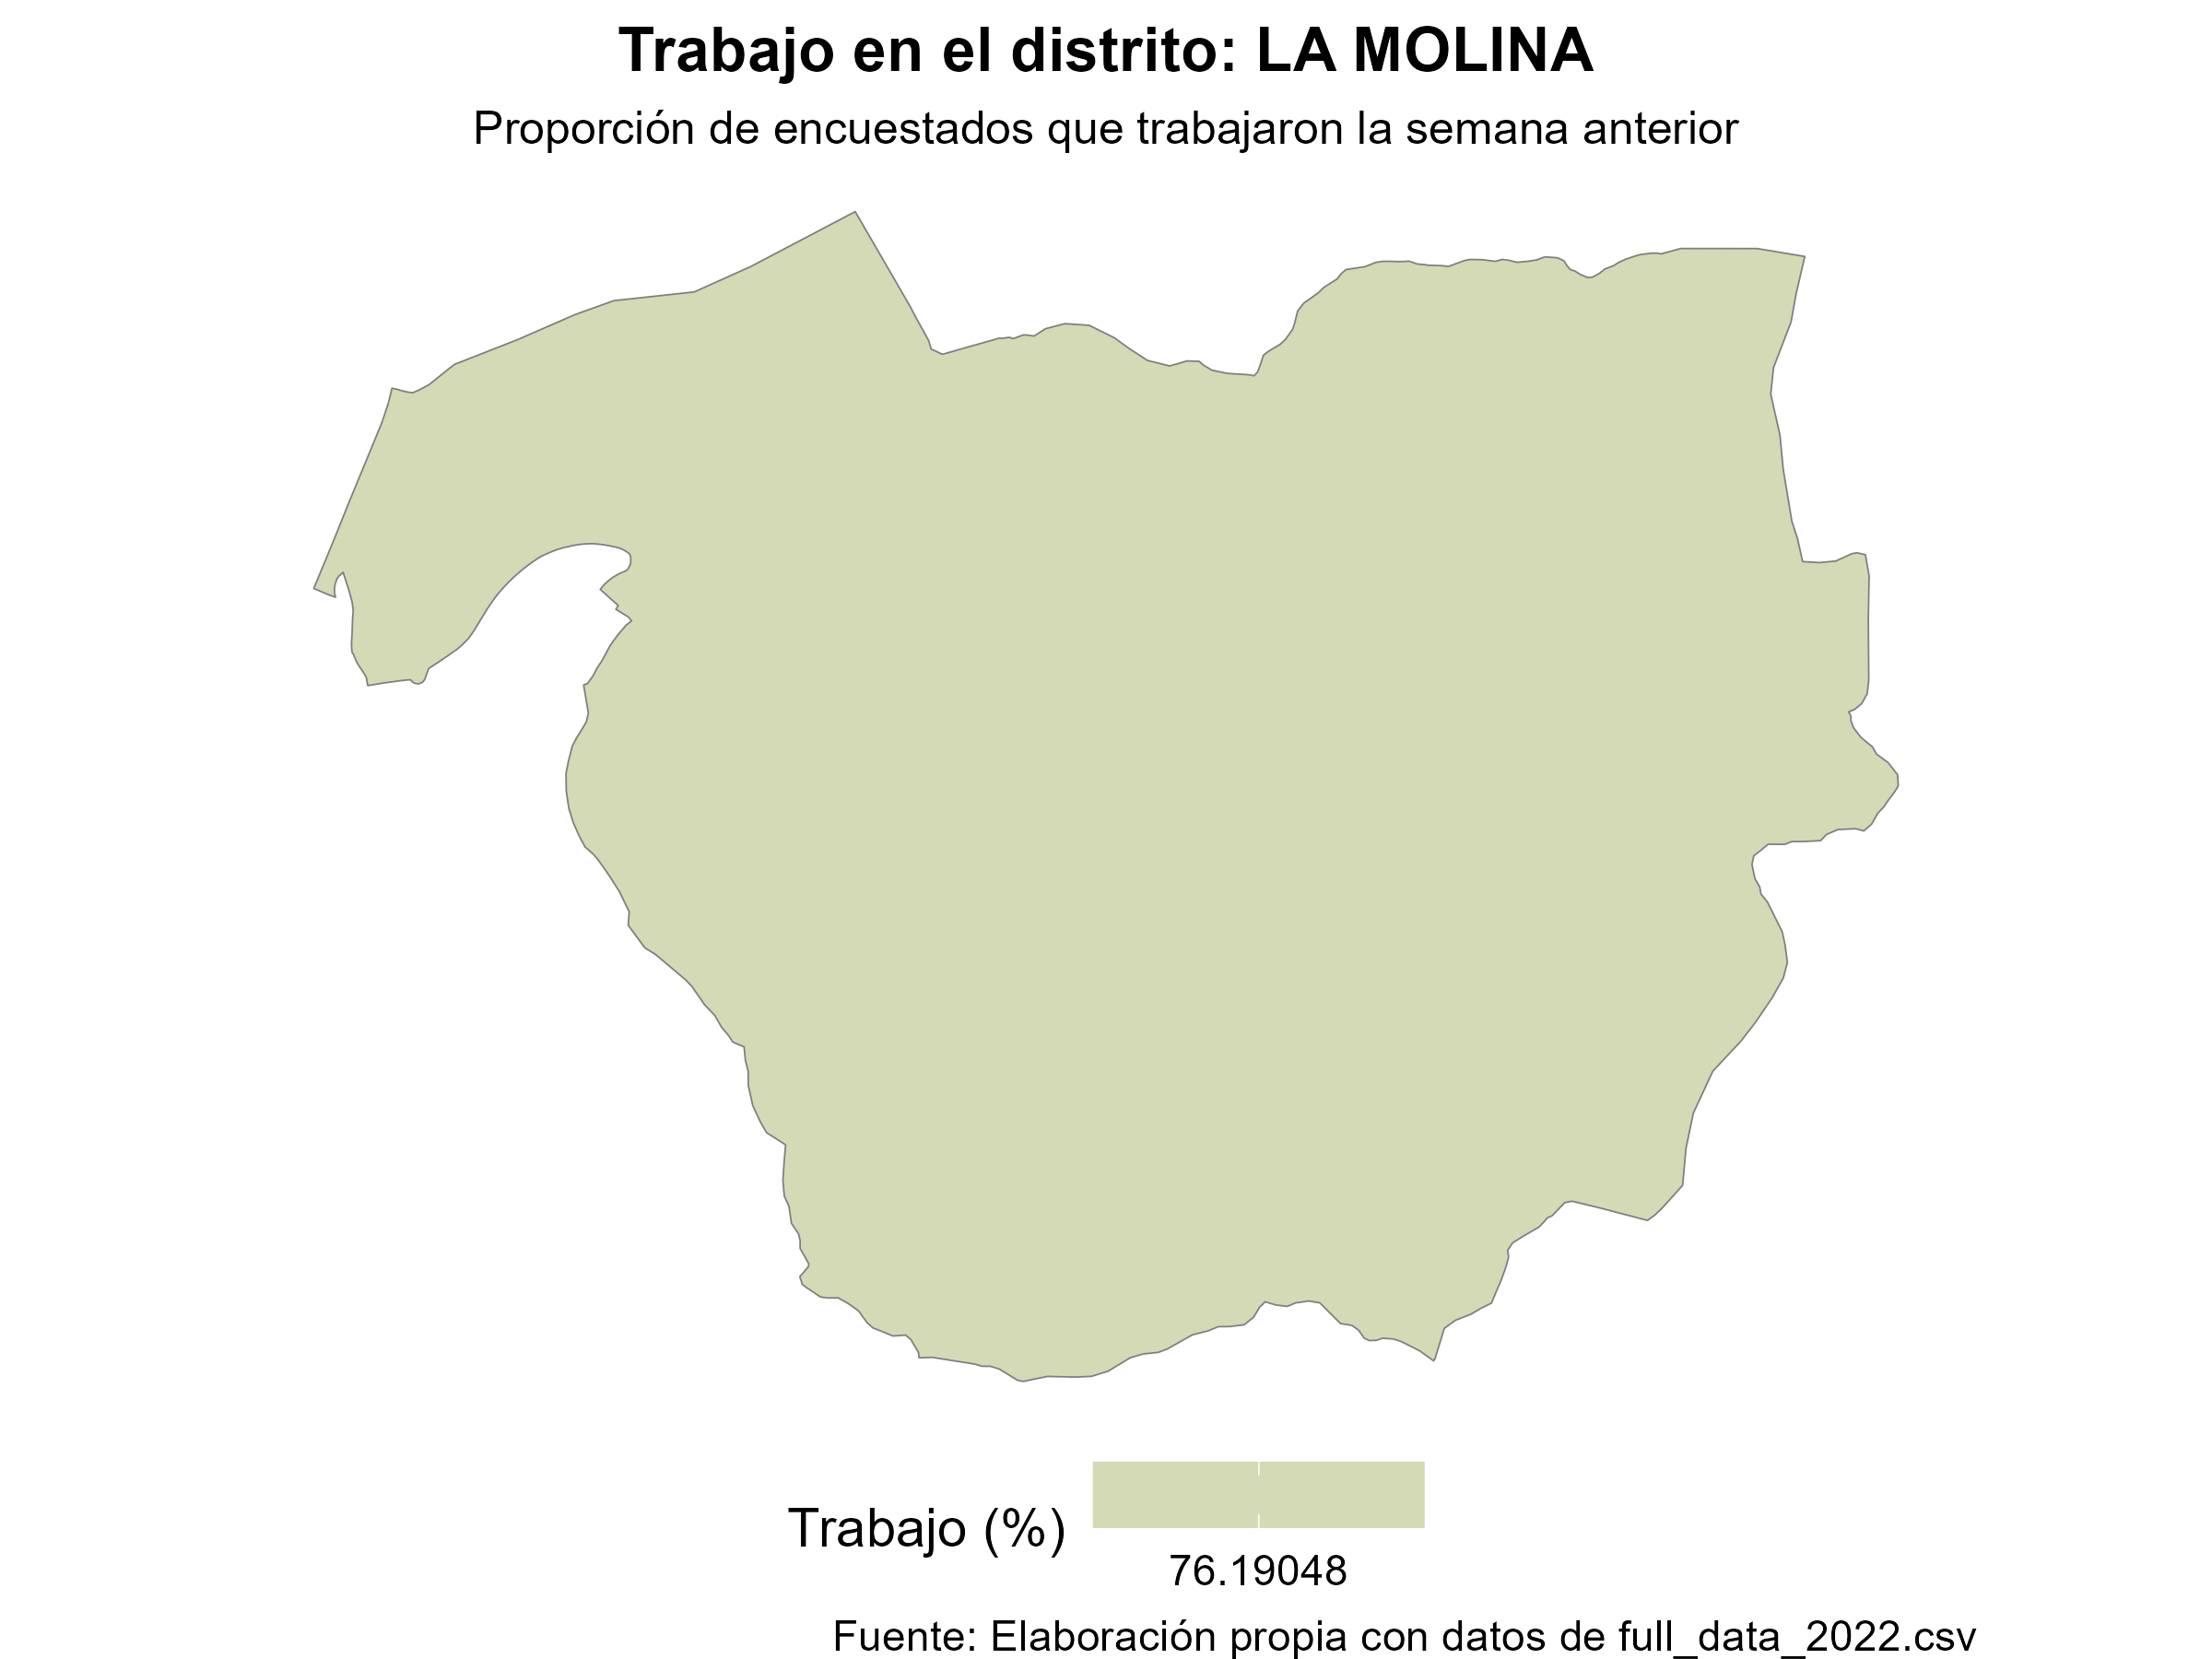 Trabajo en el distrito: LA MOLINA
Proporción de encuestados que trabajaron la semana anterior
Trabajo (%)
76.19048
Fuente: Elaboración propia con datos de full_data_2022.csv